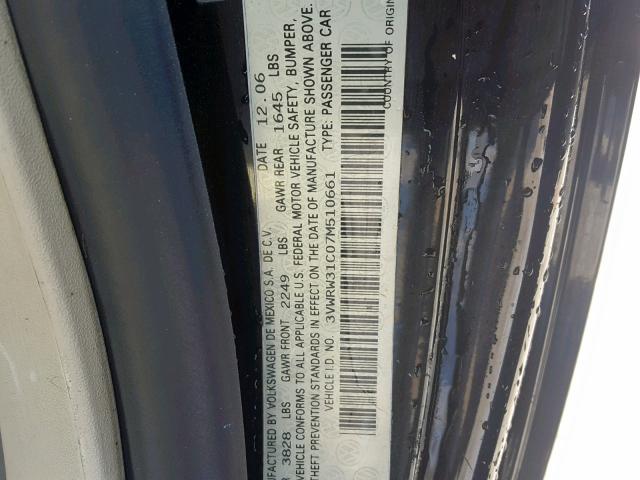 FACTURED BY VOLKSWAGEN DE MEXICO S.A. DE C.V. DATE 12.06
3828 LBS GAWR FRONT 2249 LBS GAWR REAR 1645 LBS
VEHICLE CONFORMS TO ALL APPLICABLE U.S. FEDERAL MOTOR VEHICLE SAFETY, BUMPER,
THEFT PREVENTION STANDARDS IN EFFECT ON THE DATE OF MANUFACTURE SHOWN ABOVE.
VEHICLE I.D. NO. 3VWRW31C07M510661 TYPE: PASSENGER CAR
COUNTRY OF ORIGIN